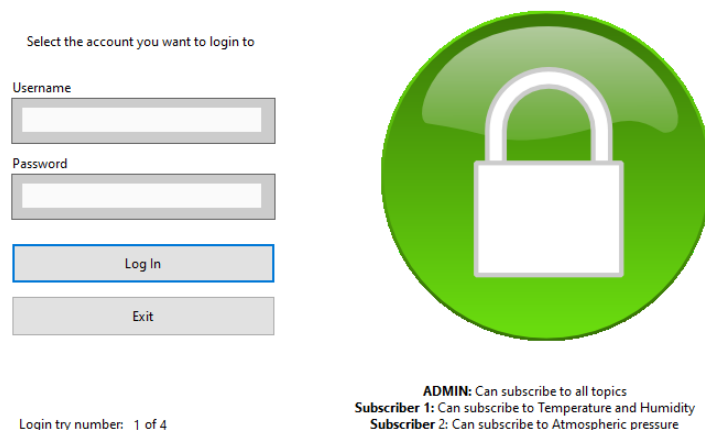 Select the account you want to login to
Username
Password
Log In
Exit
Login try number: 1 of 4
ADMIN: Can subscribe to all topics
Subscriber 1: Can subscribe to Temperature and Humidity
Subscriber 2: Can subscribe to Atmospheric pressure